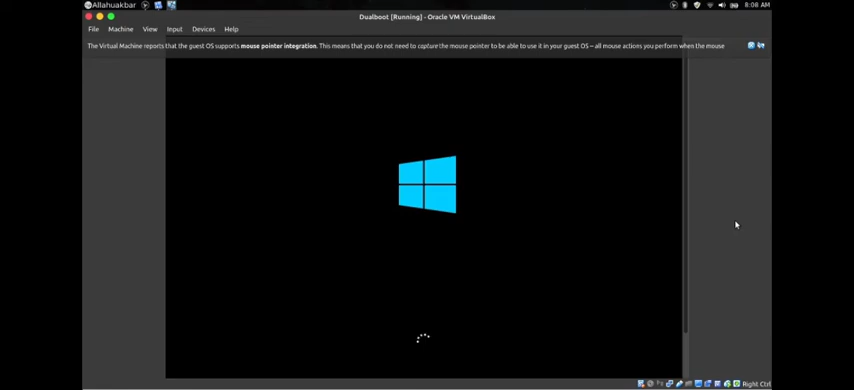 Allahuakbar
8:08 AM
Dualboot [Running] - Oracle VM VirtualBox
File Machine View Input Devices Help
The Virtual Machine reports that the guest OS supports mouse pointer integration. This means that you do not need to capture the mouse pointer to be able to use it in your guest OS – all mouse actions you perform when the mouse
Right Ctrl